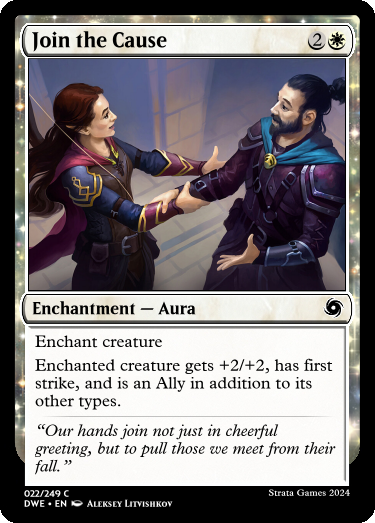 Join the Cause 2
Enchantment — Aura
Enchant creature
Enchanted creature gets +2/+2, has first
strike, and is an Ally in addition to its
other types.
“Our hands join not just in cheerful
greeting, but to pull those we meet from their
fall.”
022/249 C
DWE • EN Aleksey Litvishkov
Strata Games 2024